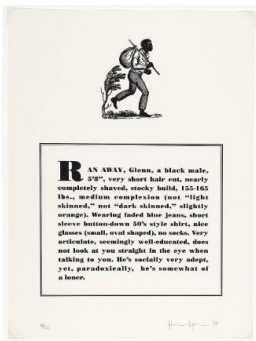 RAN AWAY, Glenn, a black male,
5'8", very short hair cut, nearly
completely shaved, stocky build, 155-165
lbs., medium complexion (not "light
skinned," not "dark skinned," slightly
orange). Wearing faded blue jeans, short
sleeve button-down 50's style shirt, nice
glasses (small, oval shaped), no socks. Very
articulate, seemingly well-educated, does
not look at you straight in the eye when
talking to you. He's socially very adept,
yet, paradoxically, he's somewhat of
a loner.